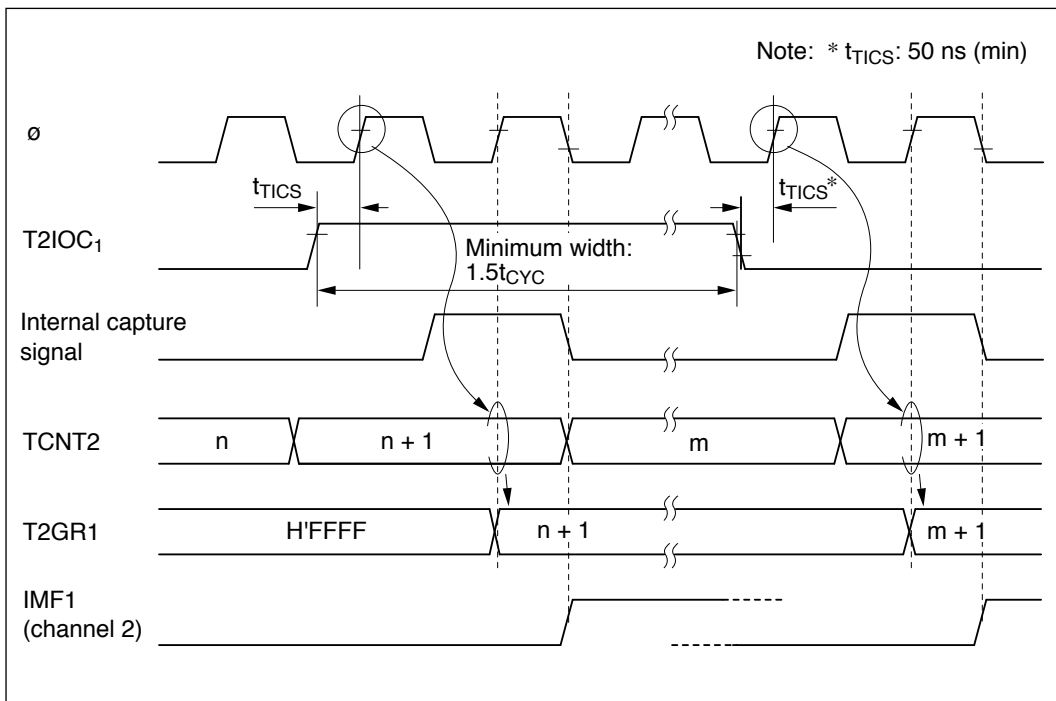 Note: * tTICS: 50 ns (min)
ø
tTICS
tTICS*
T2IOC1
Minimum width:
1.5tCYC
Internal capture
signal
TCNT2
n
n + 1
m
m + 1
T2GR1
H'FFFF
n + 1
m + 1
IMF1
(channel 2)